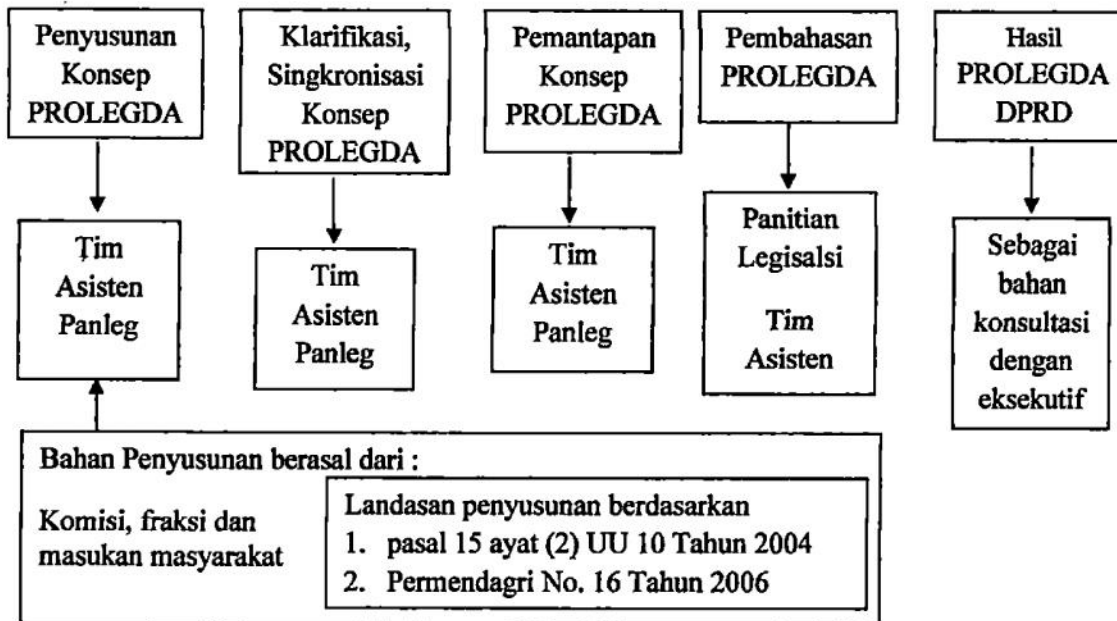 Penyusunan
Konsep
PROLEGDA
Klarifikasi,
Singkronisasi
Konsep
PROLEGDA
Pemantapan
Konsep
PROLEGDA
Pembahasan
PROLEGDA
Hasil
PROLEGDA
DPRD
Tim
Asisten
Panleg
Tim
Asisten
Panleg
Tim
Asisten
Panleg
Panitian
Legisalsi
Tim
Asisten
Sebagai
bahan
konsultasi
dengan
eksekutif
Bahan Penyusunan berasal dari :
Komisi, fraksi dan
masukan masyarakat
Landasan penyusunan berdasarkan
1. pasal 15 ayat (2) UU 10 Tahun 2004
2. Permendagri No. 16 Tahun 2006